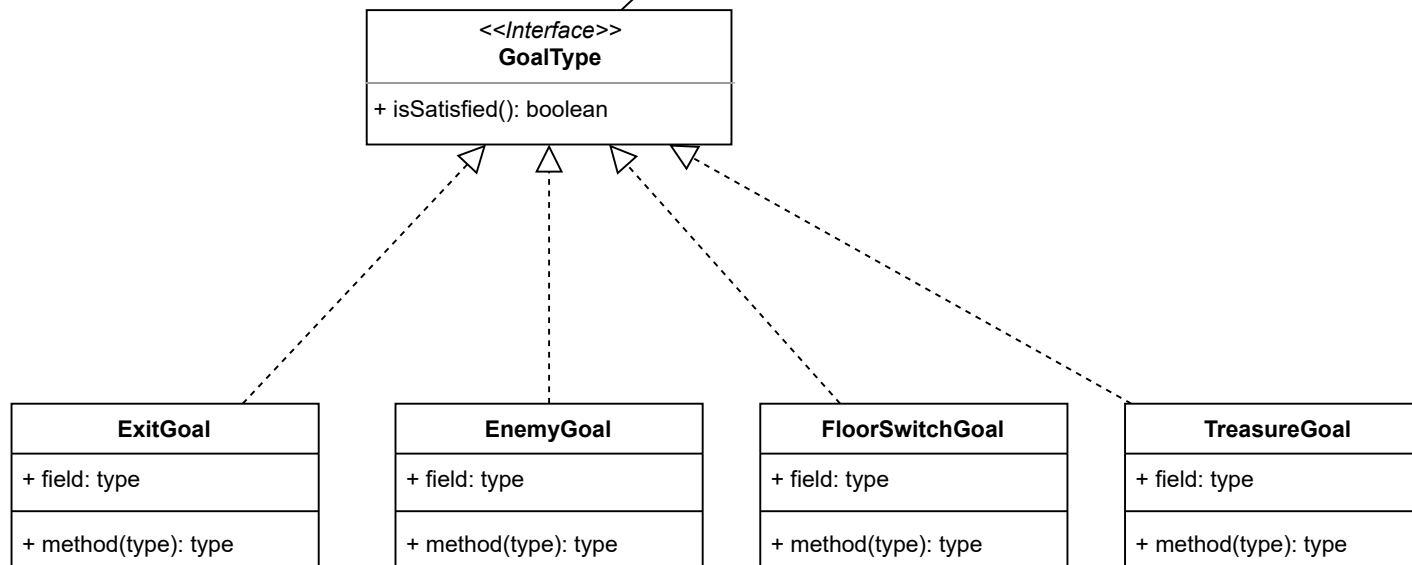 <<Interface>>
GoalType
+ isSatisfied(): boolean
ExitGoal
+ field: type
+ method(type): type
EnemyGoal
+ field: type
+ method(type): type
FloorSwitchGoal
+ field: type
+ method(type): type
TreasureGoal
+ field: type
+ method(type): type